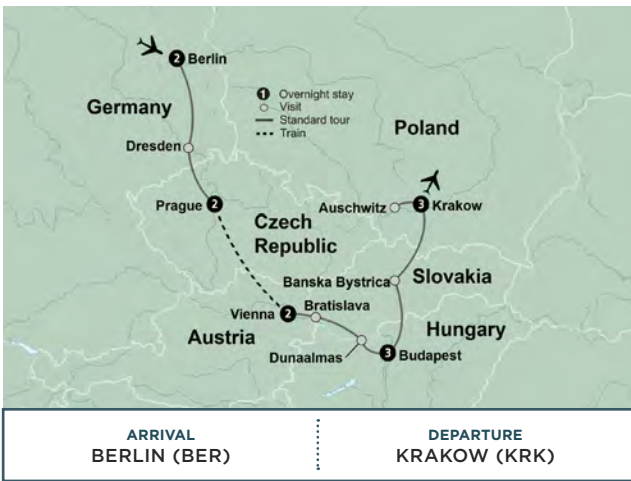 2 Berlin
1 Overnight stay
Visit
Standard tour
Train
Germany
Poland
Dresden
Prague 2
Auschwitz 3 Krakow
Czech
Republic
Banska Bystrica
Slovakia
Vienna 2
Bratislava
Austria
Hungary
Dunaalmas
3 Budapest
ARRIVAL
BERLIN (BER)
DEPARTURE
KRAKOW (KRK)